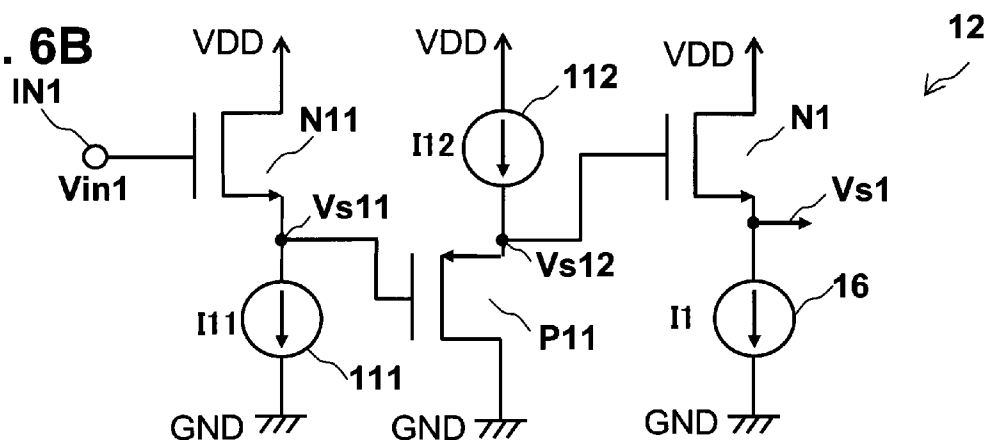 . 6B
12
VDD
VDD
VDD
IN1
112
N11
I12
N1
Vin1
Vs11
Vs1
Vs12
I11
111
P11
I1
16
GND
GND
GND